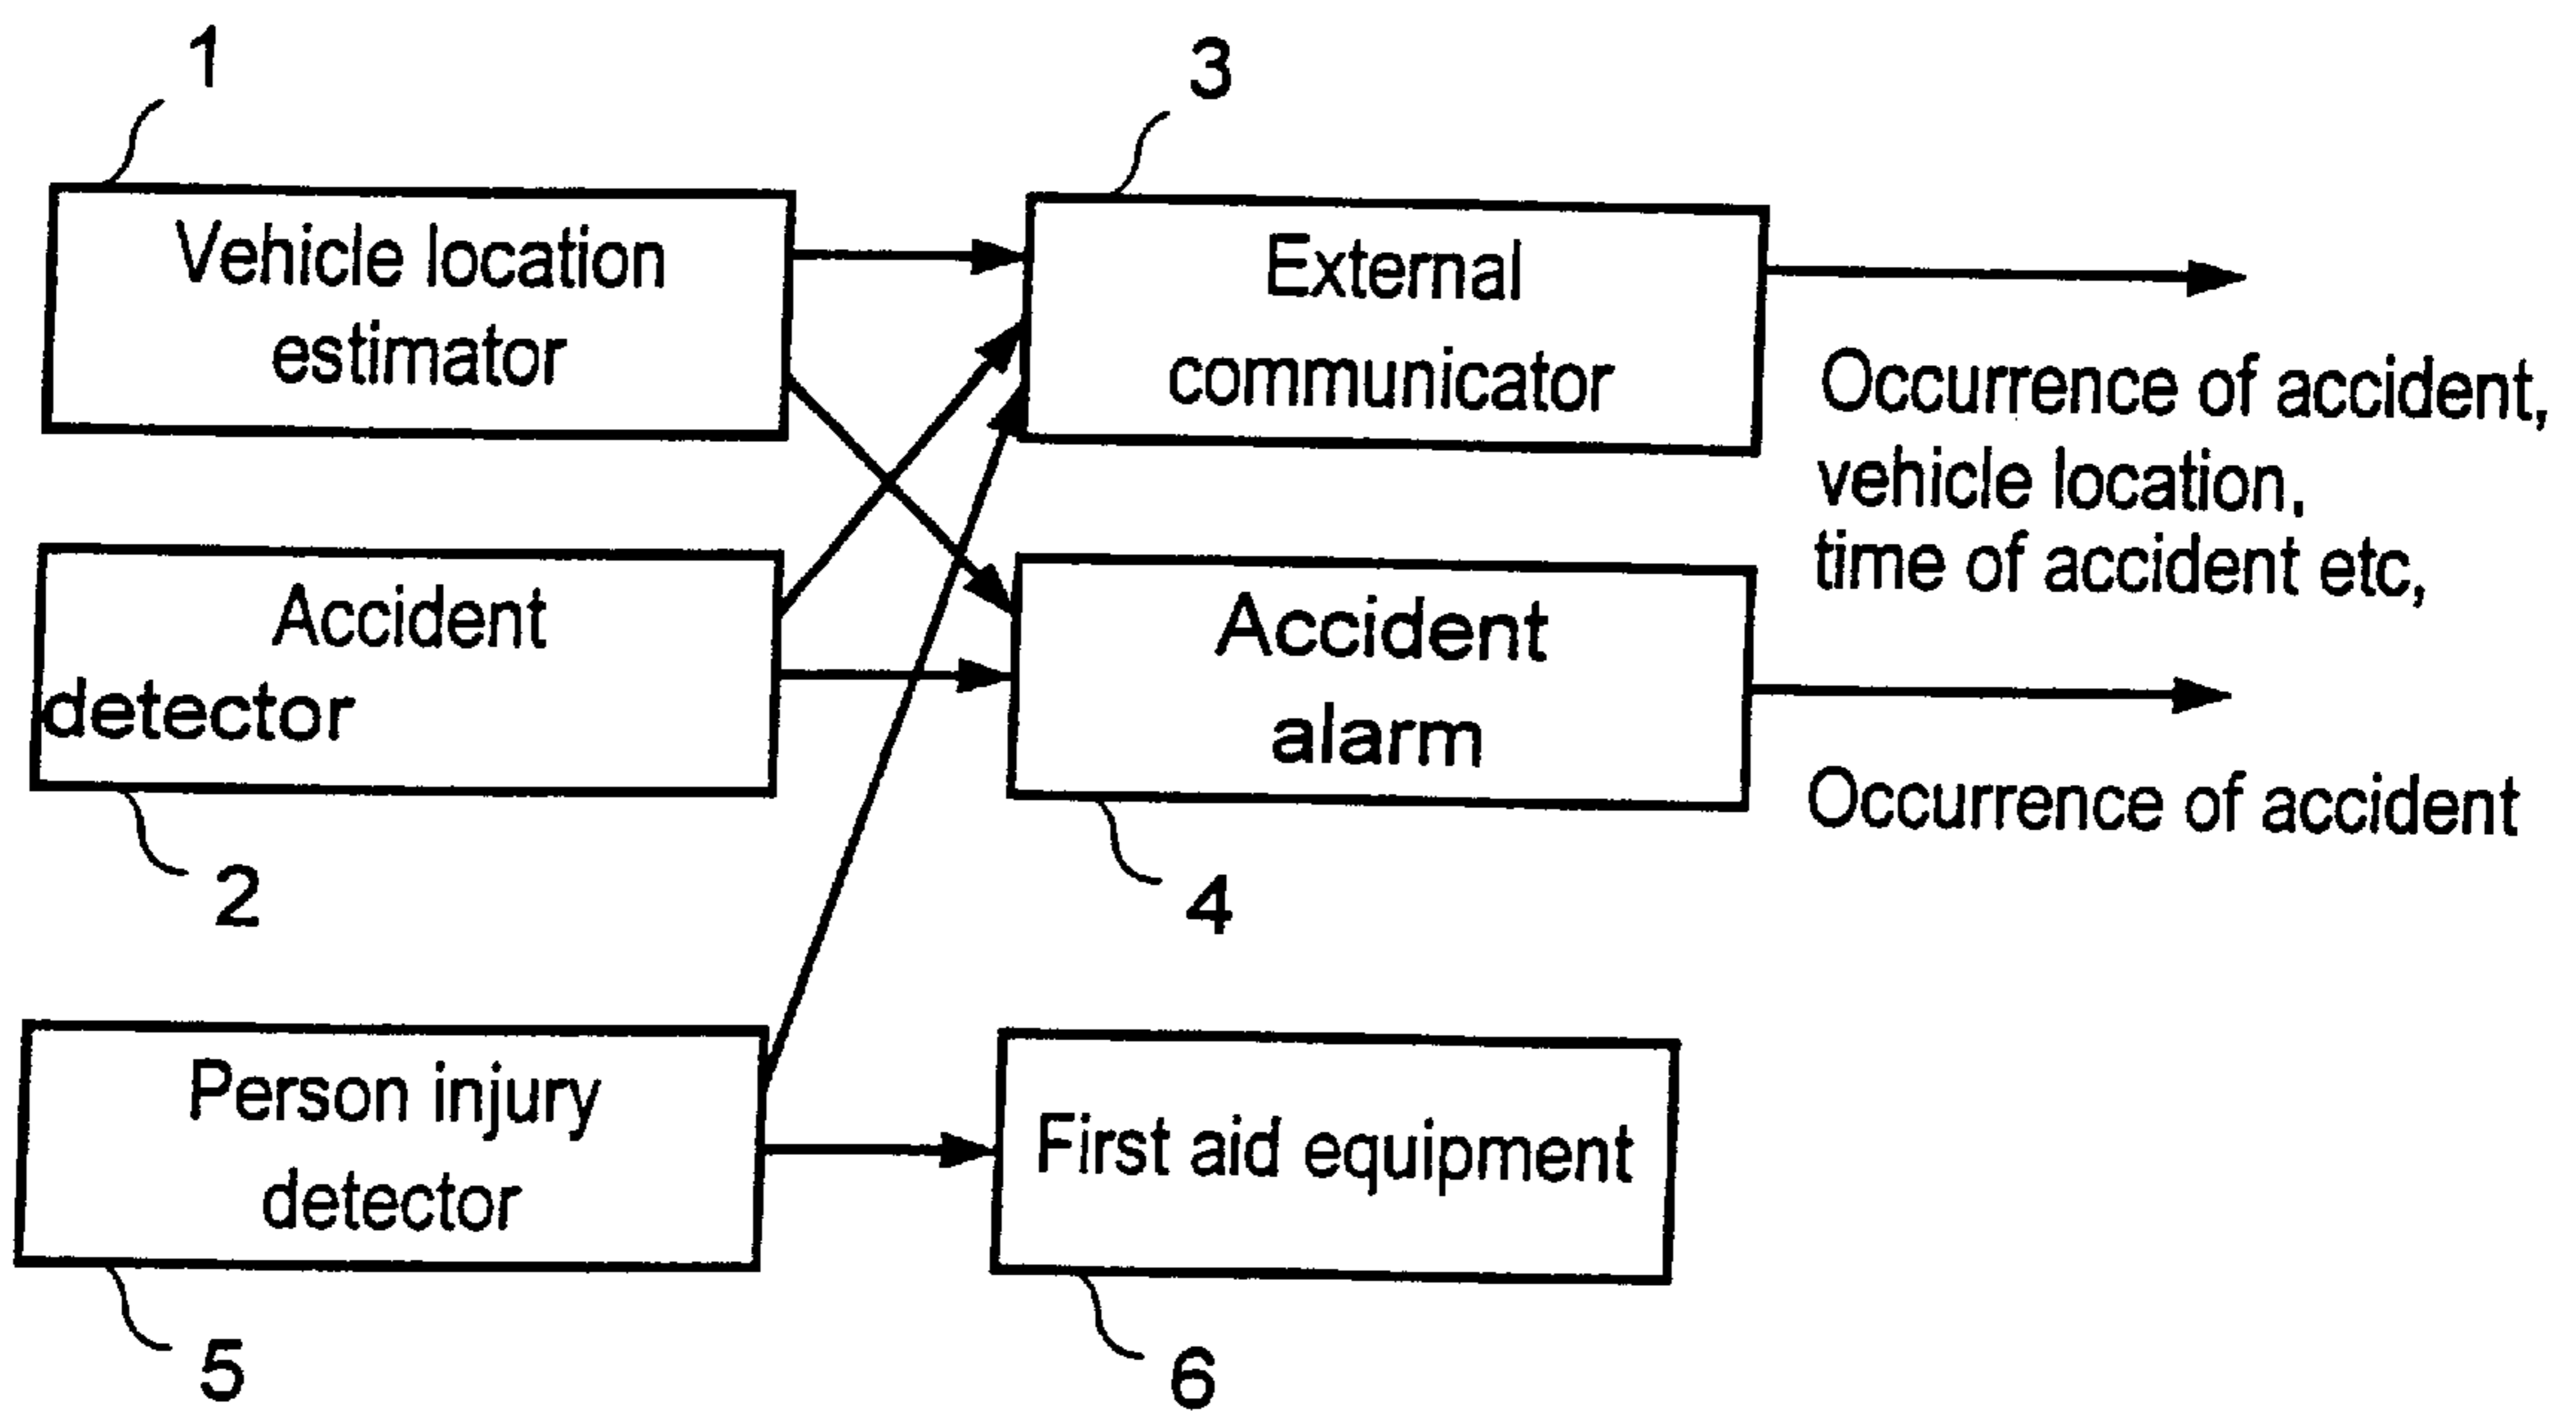 1
3
Vehicle location
estimator
External
communicator
Occurrence of accident,
vehicle location,
time of accident etc,
Accident
detector
Accident
alarm
Occurrence of accident
2
4
Person injury
detector
First aid equipment
5
6